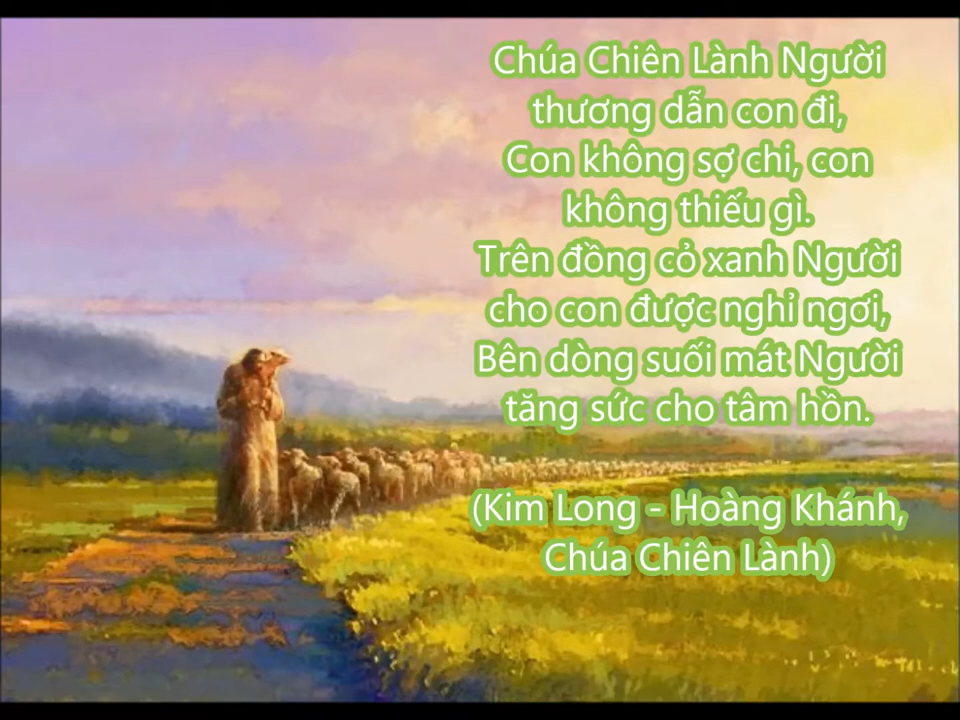 Chúa Chiên Lành Người
thương dẫn con đi,
Con không sợ chi, con
không thiếu gì.
Trên đồng cỏ xanh Người
cho con được nghỉ ngơi,
Bên dòng suối mát Người
tăng sức cho tâm hồn.
(Kim Long - Hoàng Khánh,
Chúa Chiên Lành)